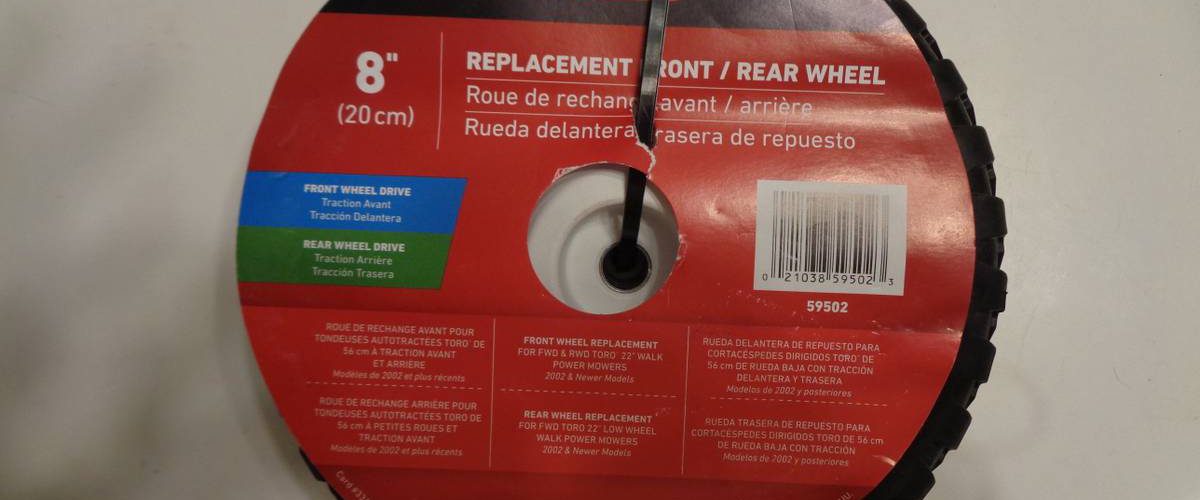 8"
(20cm)
REPLACEMENT RONT / REAR WHEEL
Roue de rechang avant / arrière
Rueda delantera trasera de repuesto
FRONT WHEEL DRIVE
Traction Avant
Tracción Delantera
REAR WHEEL DRIVE
Traction Arrière
Tracción Trasera
0 21038 59502 3
59502
ROUE DE RECHANGE AVANT POUR
TONDEUSES AUTOTRACTÉES TORO® DE
56 cm À TRACTION AVANT
ET ARRIERE
Modèles de 2002 et plus récents
ROUE DE RECHANGE ARRIÈRE POUR
TONDEUSES AUTOTRACTÉES TORO DE
56 cm À PETITES ROUES ET
TRACTION AVANT
Modèles de 2002 et plus récents
FRONT WHEEL REPLACEMENT
FOR FWD & RWD TORO® 22" WALK
POWER MOWERS
2002 & Newer Models
REAR WHEEL REPLACEMENT
FOR FWD TORO 22" LOW WHEEL
WALK POWER MOWERS
2002 & Newer Models
RUEDA DELANTERA DE REPUESTO PARA
CORTACÉSPEDES DIRIGIDOS TORO® DE
56 cm DE RUEDA BAJA CON TRACCIÓN
DELANTERA Y TRASERA
Modelos de 2002 y posteriores
RUEDA TRASERA DE REPUESTO PARA
CORTACÉSPEDES DIRIGIDOS TORO DE 56 cm
DE RUEDA BAJA CON TRACCIÓN
Modelos de 2002 y posteriores
Card